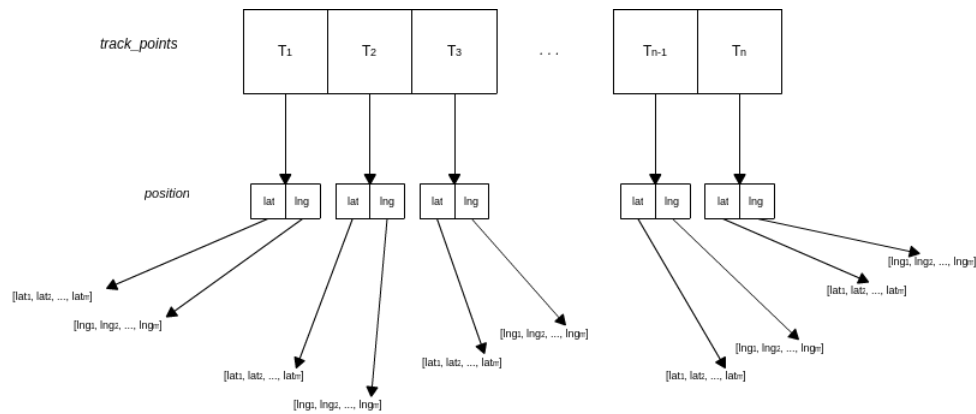 track_points
T1
T2
T3
. . .
Tn-1
Tn
position
lat
lng
lat
lng
lat
lng
lat
lng
lat
lng
[lng1, lng2, ..., lngm]
[lat1, lat2, ..., latm]
[lat1, lat2, ..., latm]
[lng1, lng2, ..., lngm]
[lng1, lng2, ..., lngm]
[lng1, lng2, ..., lngm]
[lat1, lat2, ..., latm]
[lat1, lat2, ..., latm]
[lat1, lat2, ..., latm]
[lng1, lng2, ..., lngm]